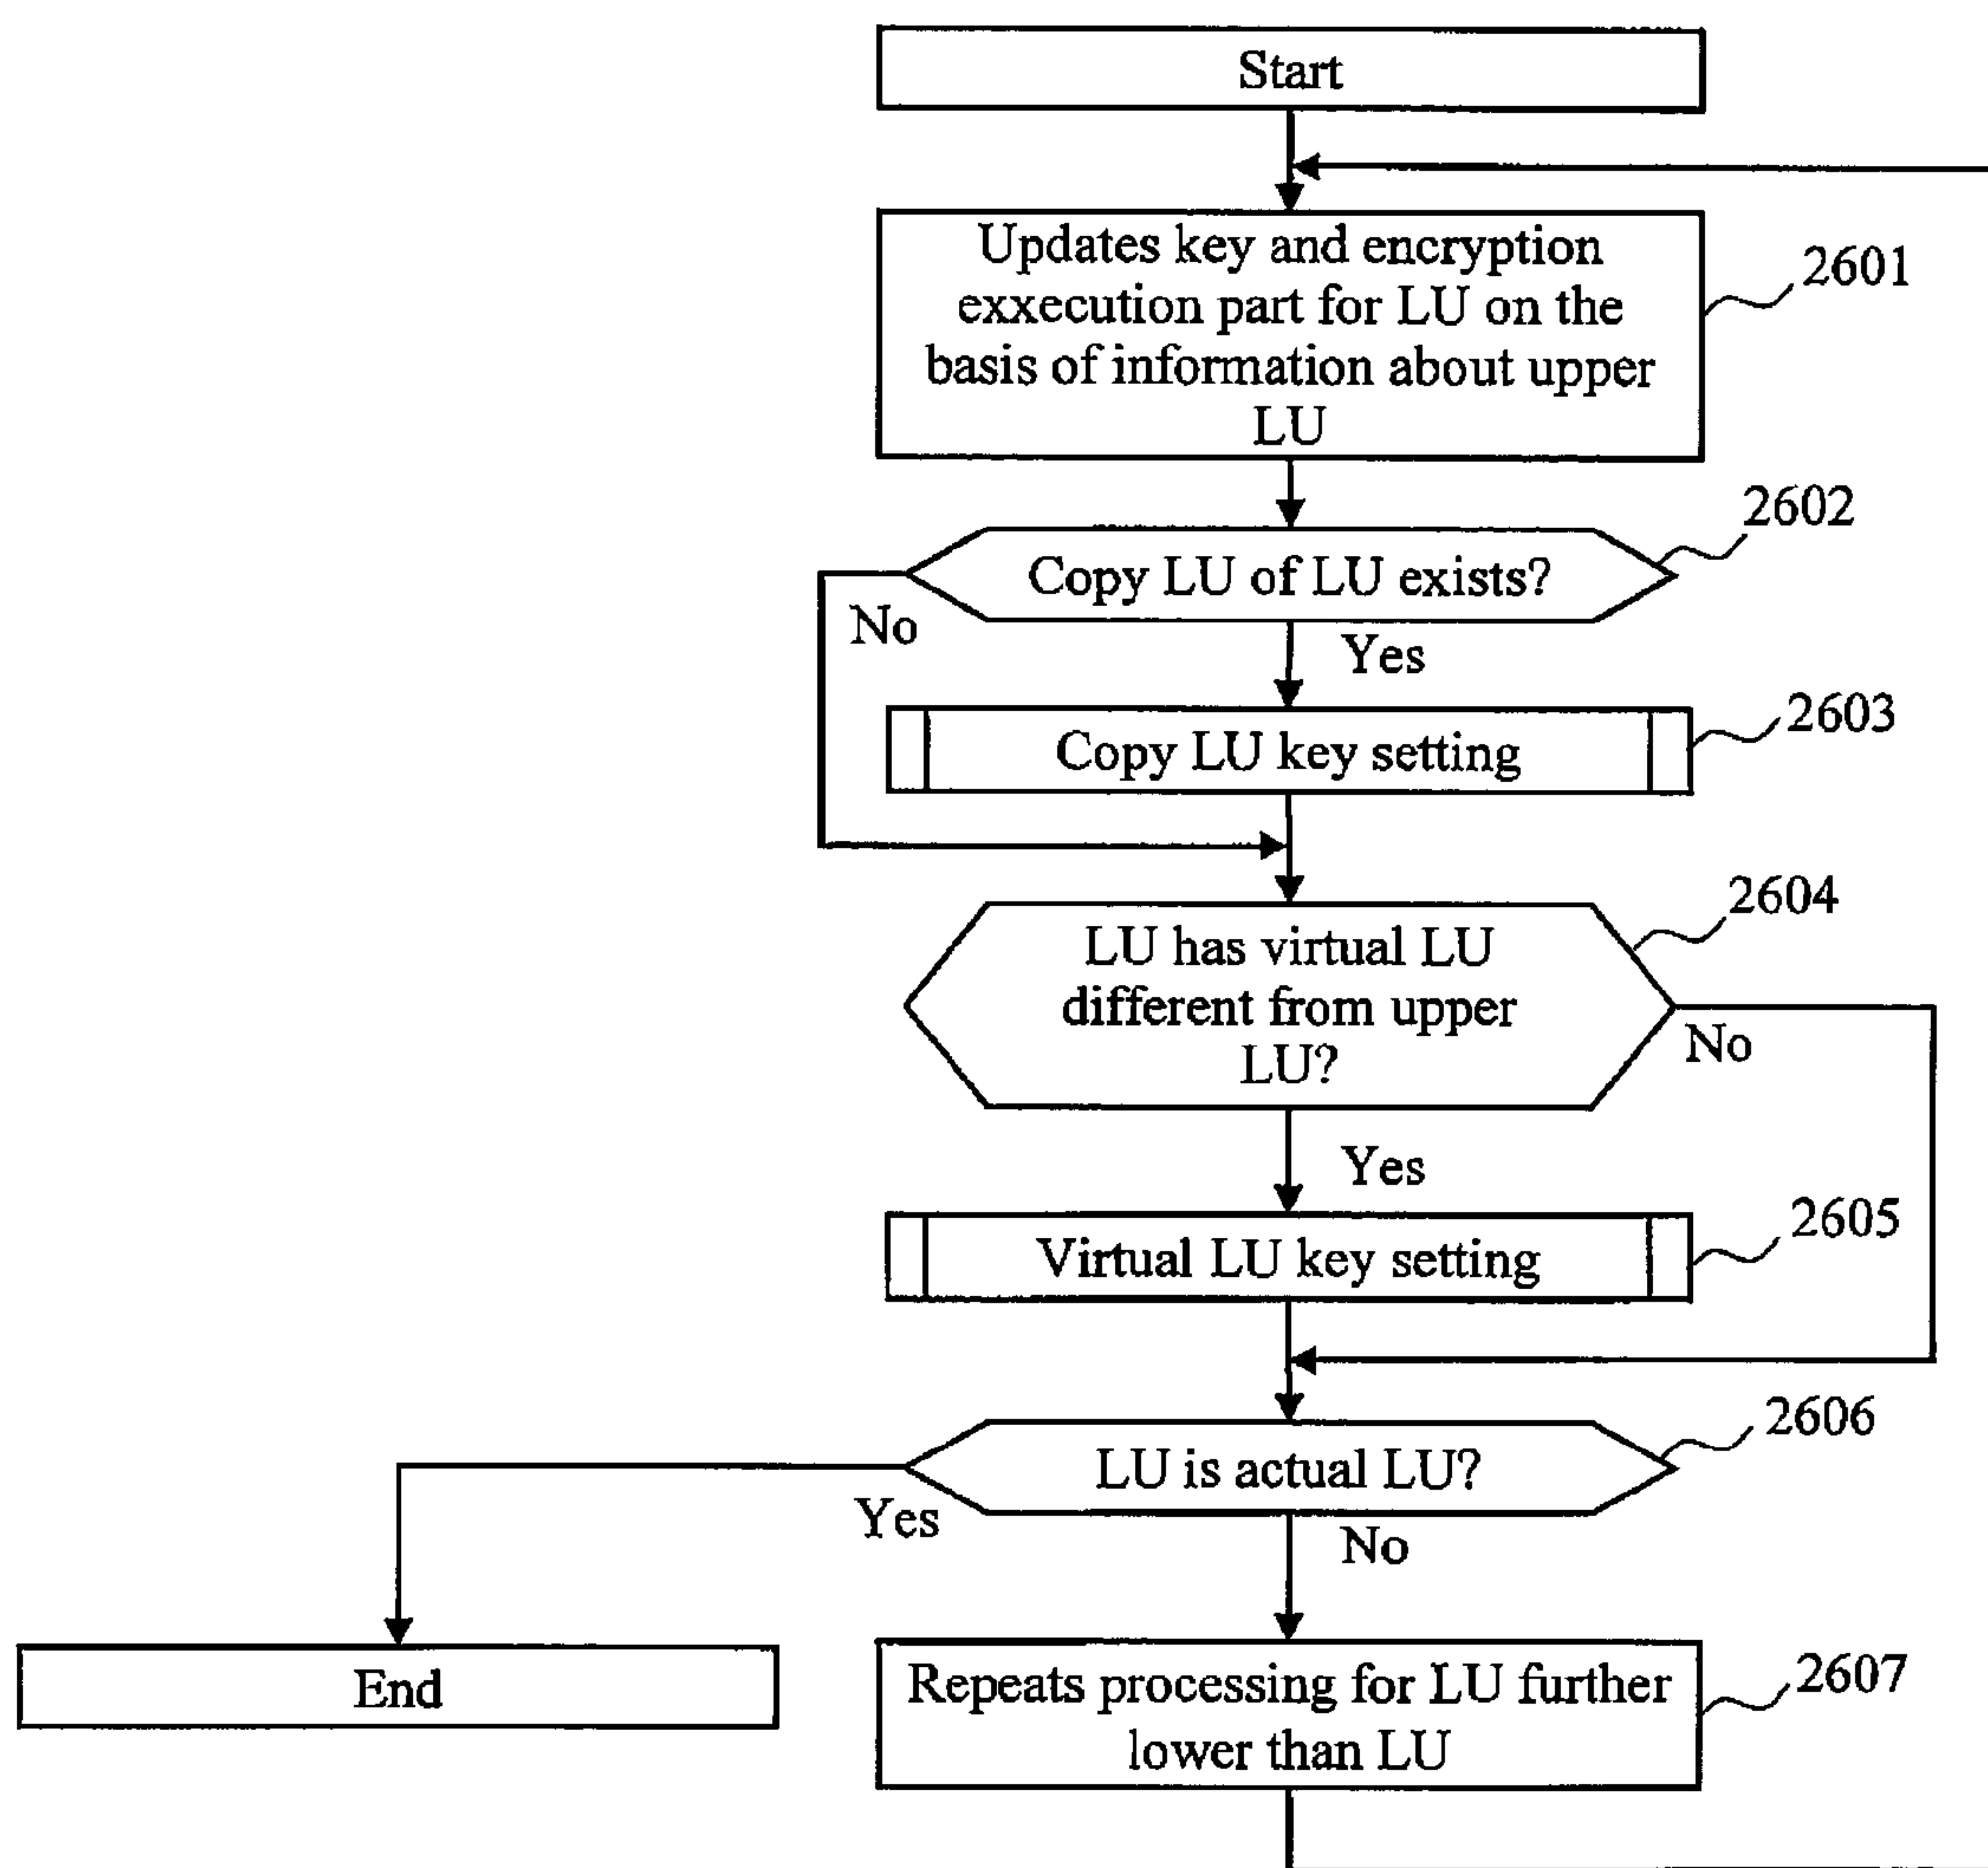 Start
Updates key and encryption
exxecution part for LU on the
basis of information about upper
LU
2601
Copy LU of LU exists?
2602
No
Yes
Copy LU key setting
2603
LU has virtual LU
different from upper
LU?
2604
No
Yes
Virtual LU key setting
2605
LU is actual LU?
2606
Yes
No
End
Repeats processing for LU further
lower than LU
2607